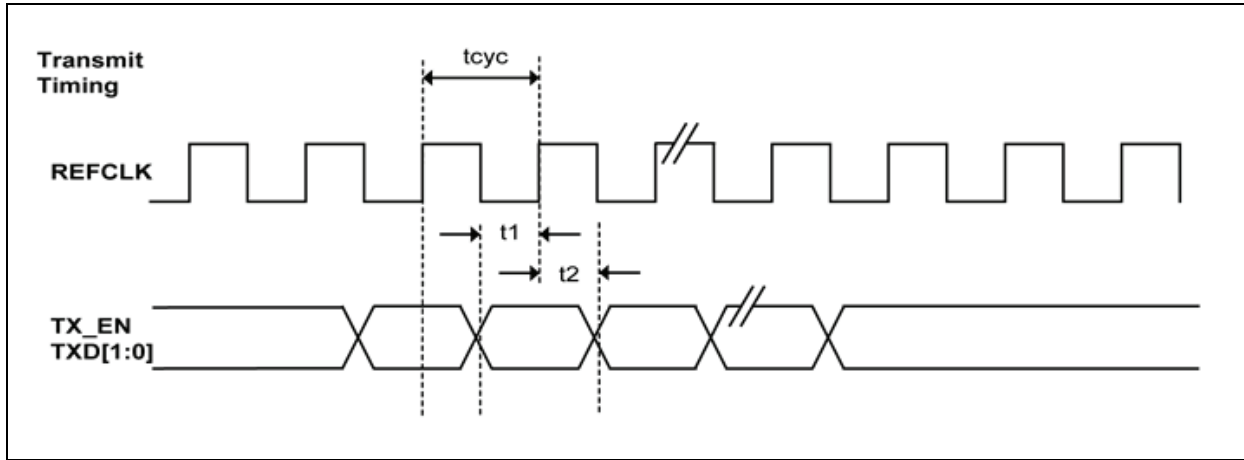 Transmit
Timing
tcyc
REFCLK
t1
t2
TX_EN
TXD[1:0]